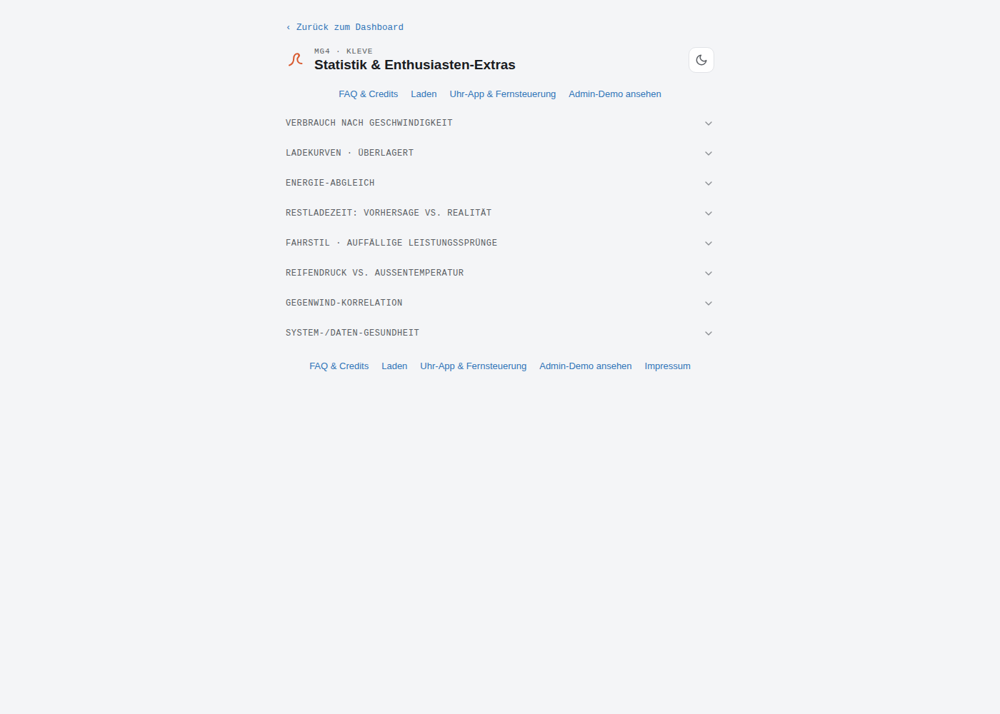 ‹ Zurück zum Dashboard
MG4 · KLEVE
Statistik & Enthusiasten-Extras
FAQ & Credits Laden Uhr-App & Fernsteuerung Admin-Demo ansehen
VERBRAUCH NACH GESCHWINDIGKEIT
LADEKURVEN · ÜBERLAGERT
ENERGIE-ABGLEICH
RESTLADEZEIT: VORHERSAGE VS. REALITÄT
FAHRSTIL · AUFFÄLLIGE LEISTUNGSSPRÜNGE
REIFENDRUCK VS. AUSSENTEMPERATUR
GEGENWIND-KORRELATION
SYSTEM-/DATEN-GESUNDHEIT
FAQ & Credits Laden Uhr-App & Fernsteuerung Admin-Demo ansehen Impressum